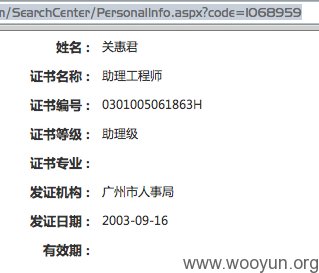 m/SearchCenter/PersonalInfo.aspx?code=1068959
姓名： 关惠君
证书名称： 助理工程师
证书编号： 0301005061863H
证书等级： 助理级
证书专业：
发证机构： 广州市人事局
发证日期： 2003-09-16
有效期：
www.wooyun.org